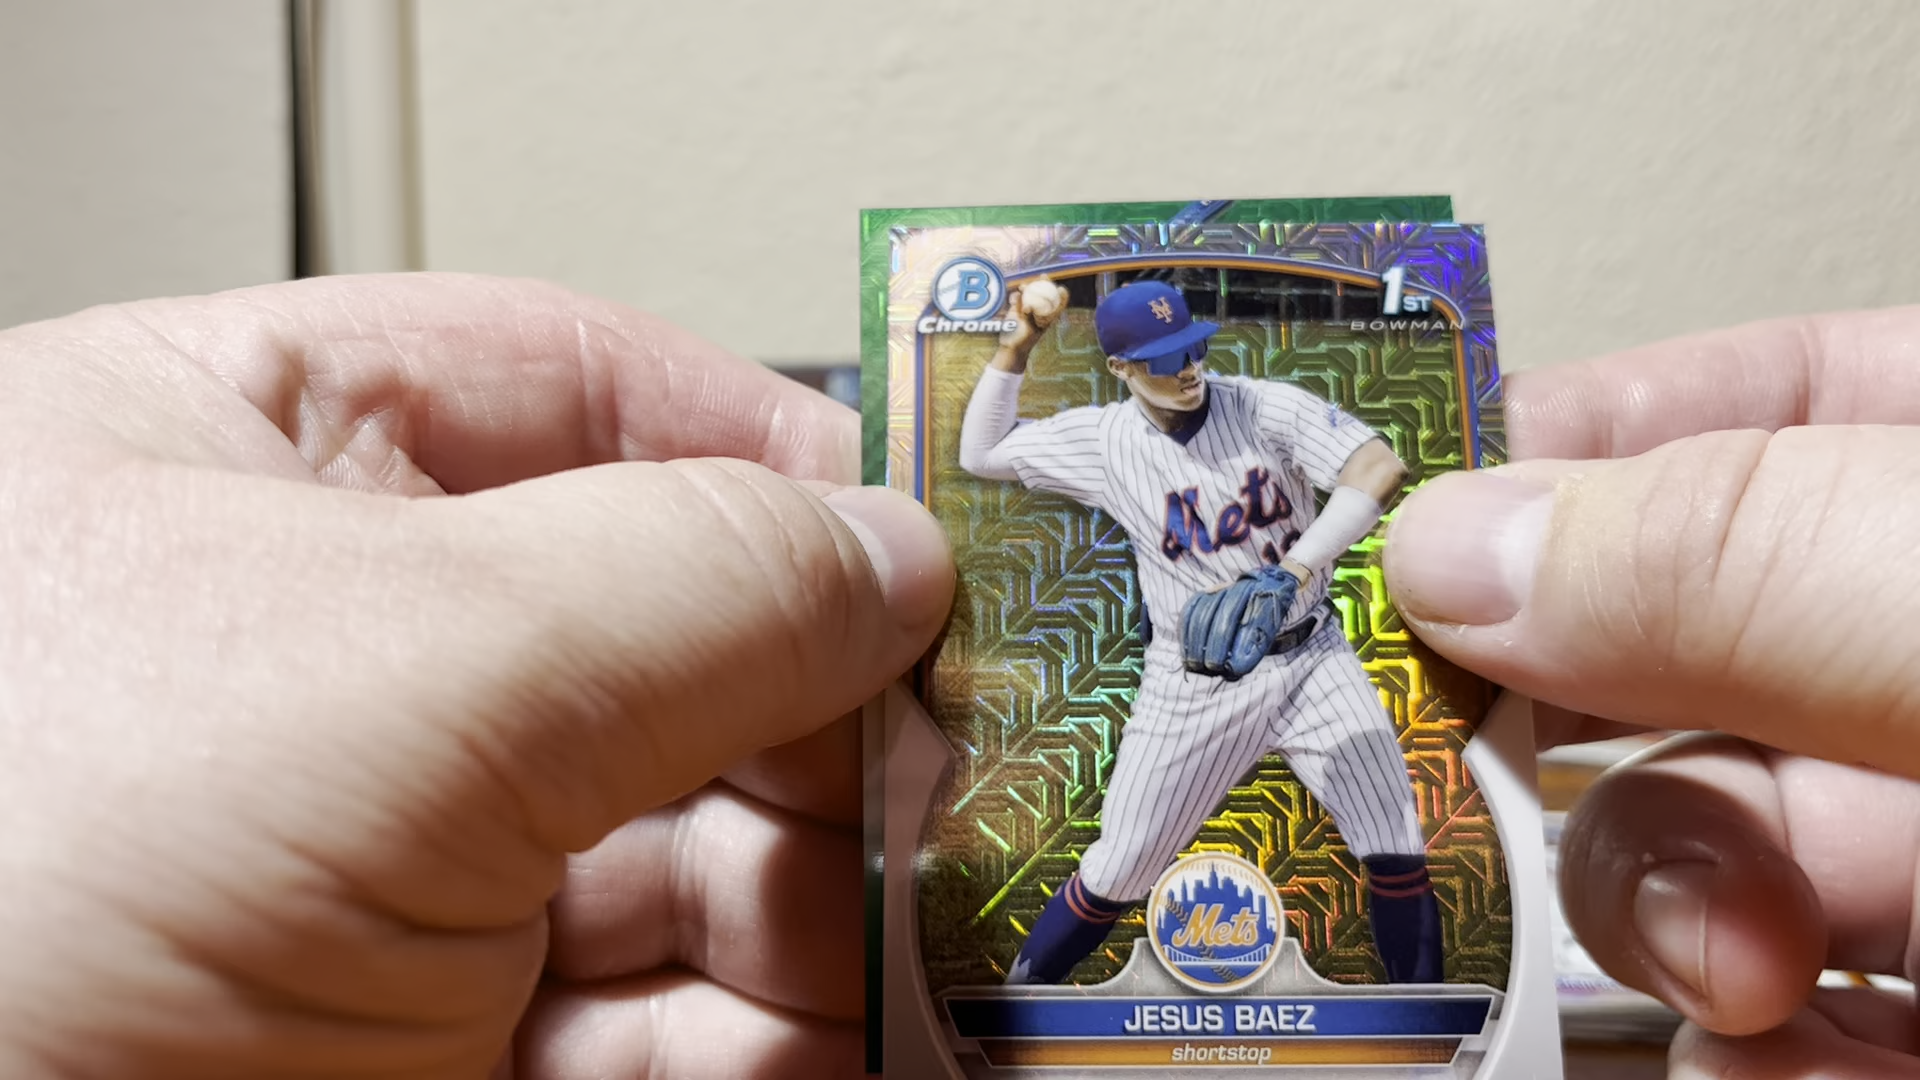 B
Chrome
1ST
BOWMAN
NY
Mets
Mets
JESUS BAEZ
shortstop